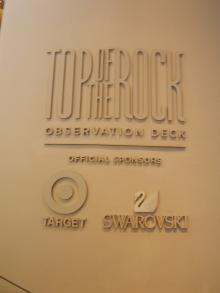 TOP OF THE ROCK
OBSERVATION DECK
OFFICIAL SPONSORS
TARGET
SWAROVSKI